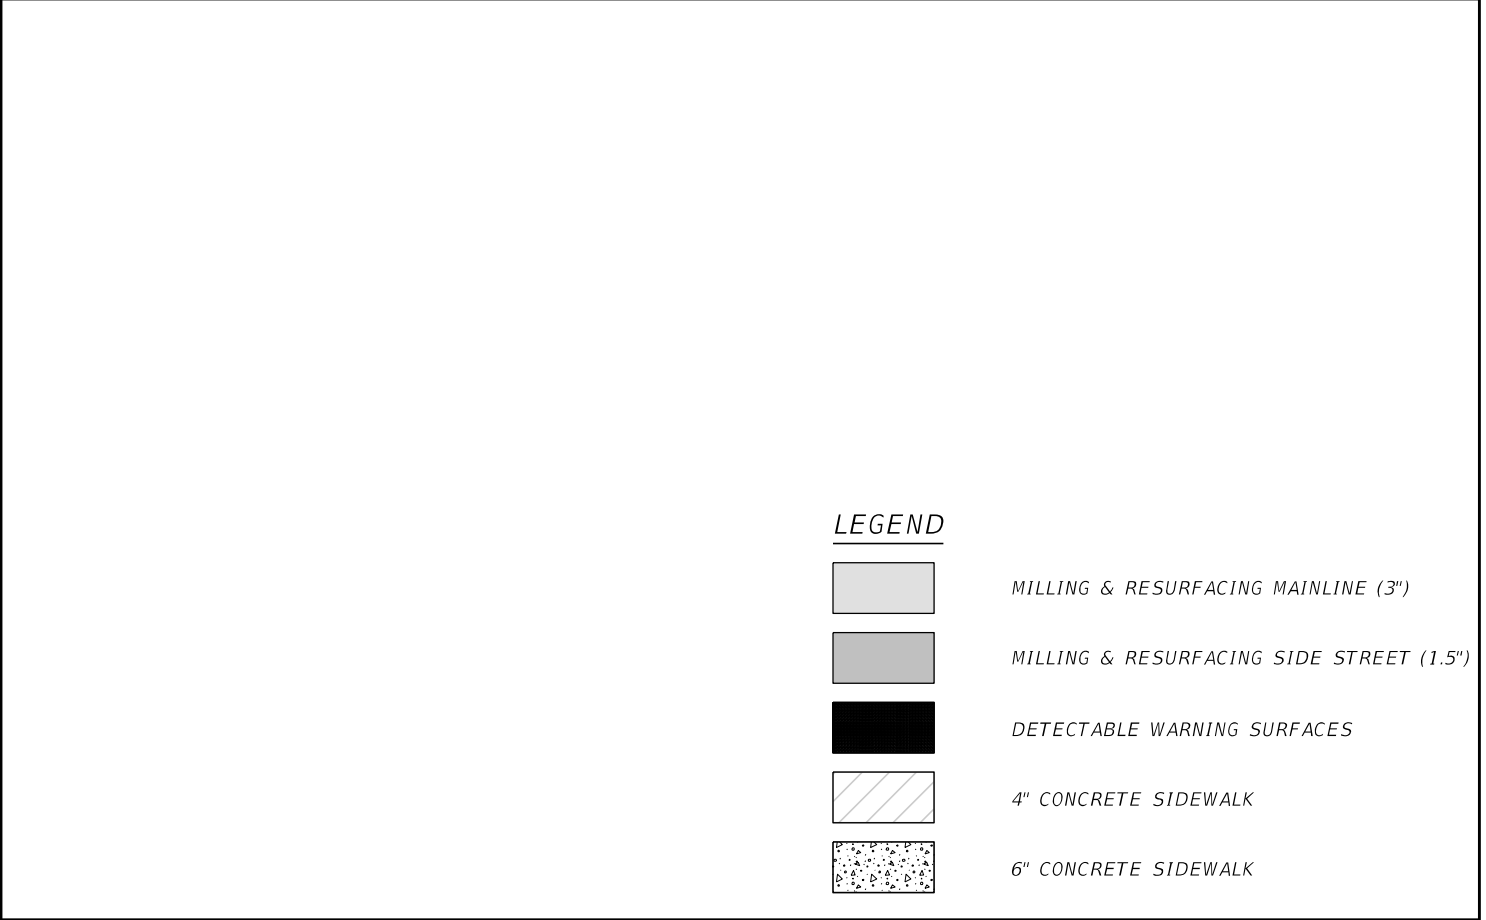 LEGEND
MILLING & RESURFACING MAINLINE (3")
MILLING & RESURFACING SIDE STREET (1.5")
DETECTABLE WARNING SURFACES
4" CONCRETE SIDEWALK
6" CONCRETE SIDEWALK